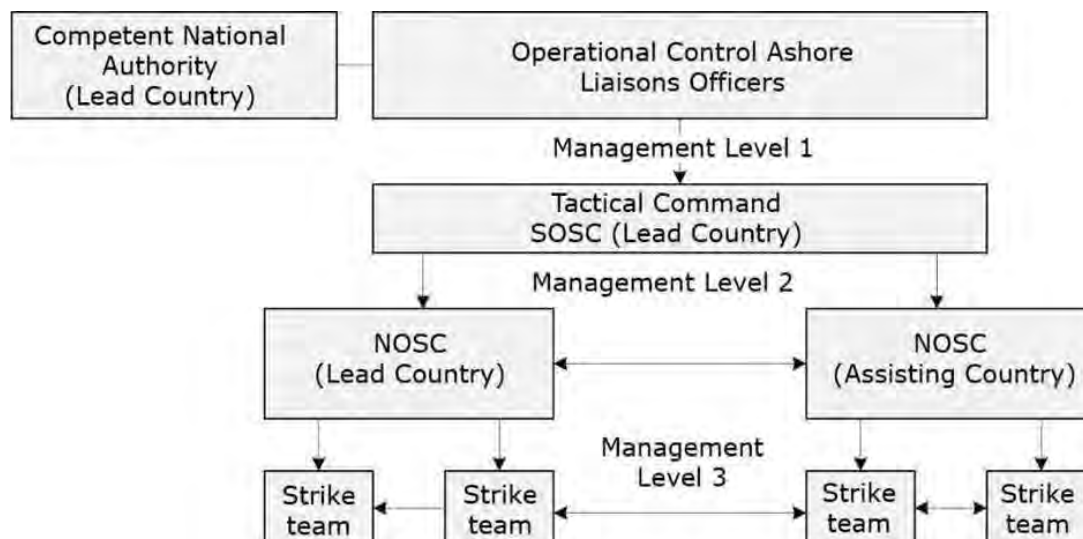 Competent National
Authority
(Lead Country)
Operational Control Ashore
Liaisons Officers
Management Level 1
Tactical Command
SOSC (Lead Country)
Management Level 2
NOSC
(Lead Country)
NOSC
(Assisting Country)
Management
Level 3
Strike
team
Strike
team
Strike
team
Strike
team